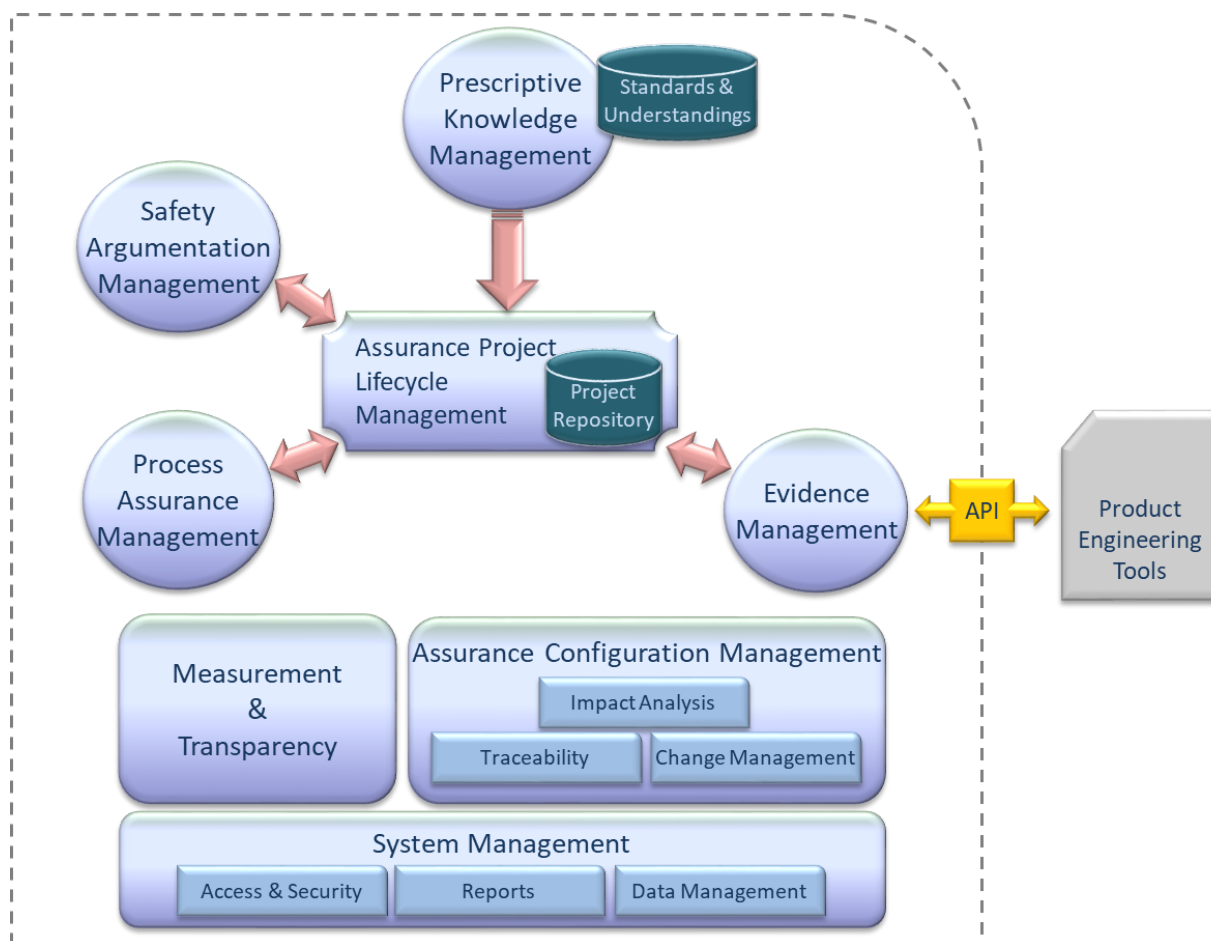 Prescriptive
Knowledge
Management
Standards &
Understandings
Safety
Argumentation
Management
Assurance Project
Lifecycle
Management
Project
Repository
Process
Assurance
Management
Evidence
Management
API
Product
Engineering
Tools
Measurement
&
Transparency
Assurance Configuration Management
Impact Analysis
Traceability
Change Management
System Management
Access & Security
Reports
Data Management